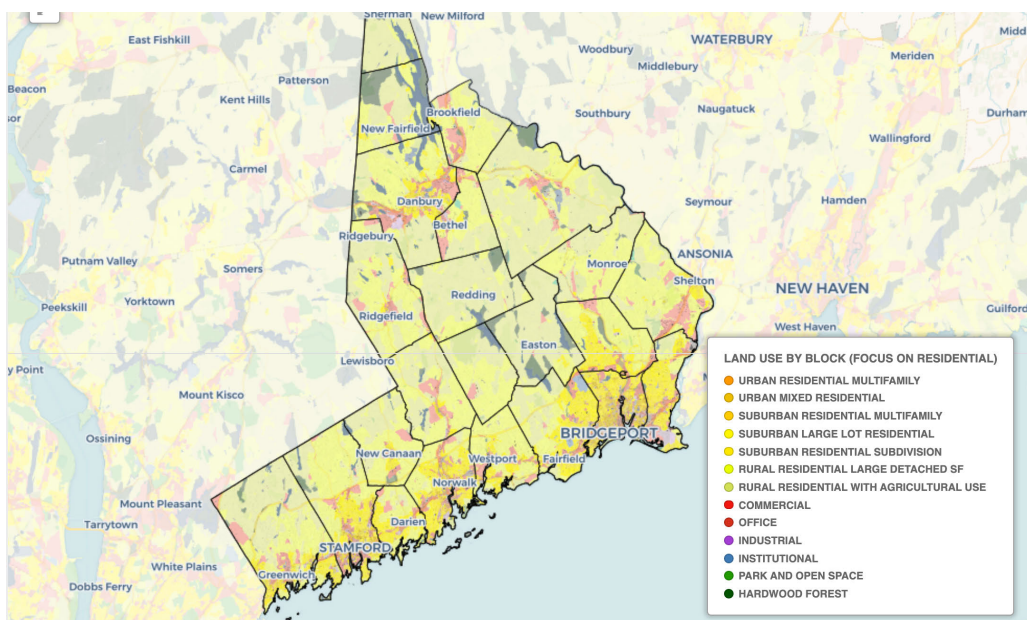 Sherman
New Milford
East Fishkill
WATERBURY
Woodbury
Middlebury
Meriden
Patterson
Beacon
Kent Hills
Brookfield
Southbury
Naugatuck
Durham
New Fairfield
Wallingford
Carmel
Danbury
Seymour
Hamden
Bethel
Ridgebury
Putnam Valley
Somers
Monroe
ANSONIA
Shelton
Yorktown
Redding
NEW HAVEN
Peekskill
Guilford
Ridgefield
West Haven
Easton
Lewisboro
y Point
LAND USE BY BLOCK (FOCUS ON RESIDENTIAL)
URBAN RESIDENTIAL MULTIFAMILY
URBAN MIXED RESIDENTIAL
SUBURBAN RESIDENTIAL MULTIFAMILY
SUBURBAN LARGE LOT RESIDENTIAL
SUBURBAN RESIDENTIAL SUBDIVISION
RURAL RESIDENTIAL LARGE DETACHED SF
RURAL RESIDENTIAL WITH AGRICULTURAL USE
COMMERCIAL
OFFICE
INDUSTRIAL
INSTITUTIONAL
PARK AND OPEN SPACE
HARDWOOD FOREST
Mount Kisco
Ossining
BRIDGEPORT
New Canaan
Westport
Fairfield
Norwalk
Mount Pleasant
Tarrytown
Darien
STAMFORD
White Plains
Greenwich
Dobbs Ferry